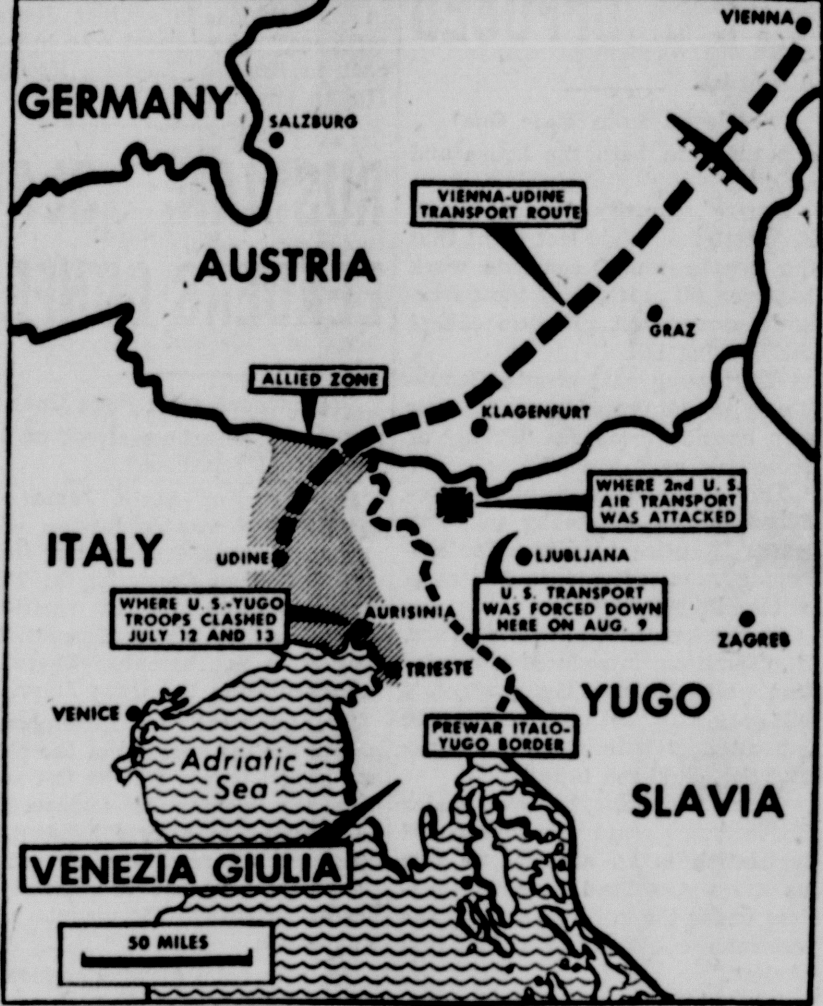 VIENNA
GERMANY
SALZBURG
VIENNA-UDINE
TRANSPORT ROUTE
AUSTRIA
GRAZ
ALLIED ZONE
KLAGENFURT
WHERE 2nd U. S.
AIR TRANSPORT
WAS ATTACKED
ITALY
UDINE
LJUBLJANA
WHERE U. S.-YUGO
TROOPS CLASHED
JULY 12 AND 13
AURISINIA
U. S. TRANSPORT
WAS FORCED DOWN
HERE ON AUG. 9
ZAGREB
TRIESTE
YUGO
VENICE
PREWAR ITALO-
YUGO BORDER
Adriatic
Sea
SLAVIA
VENEZIA GIULIA
50 MILES